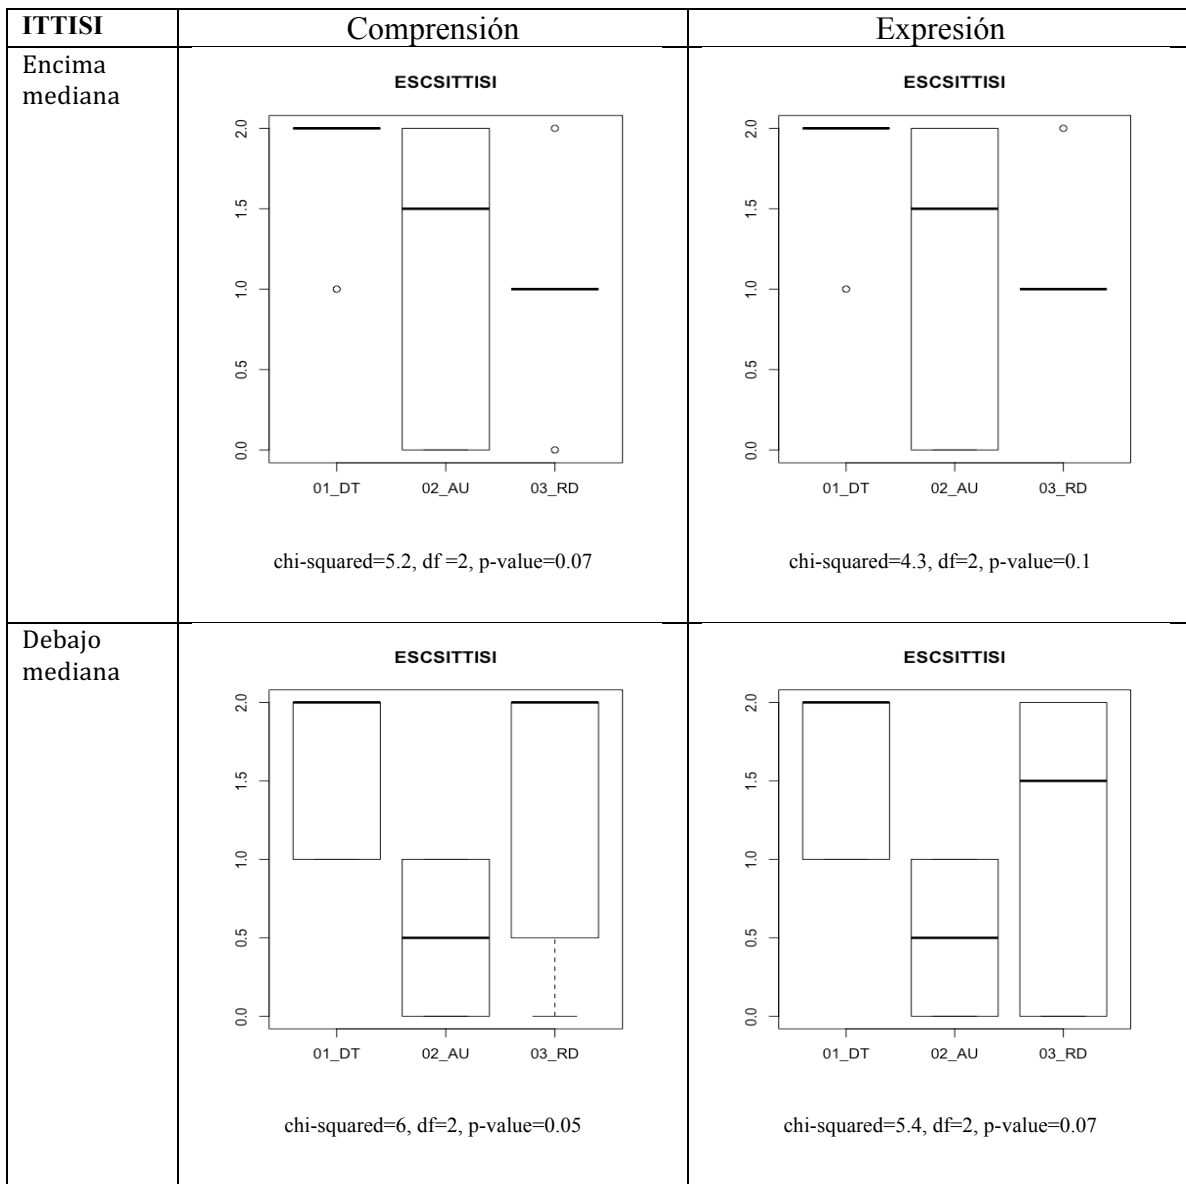 ITTISI Comprensión Expresión
Encima
mediana
ESCSITTISI
2.0
1.5
1.0
0.5
0.0
01_DT 02_AU 03_RD
chi-squared=5.2, df =2, p-value=0.07
ESCSITTISI
2.0
1.5
1.0
0.5
0.0
01_DT 02_AU 03_RD
chi-squared=4.3, df=2, p-value=0.1
Debajo
mediana
ESCSITTISI
2.0
1.5
1.0
0.5
0.0
01_DT 02_AU 03_RD
chi-squared=6, df=2, p-value=0.05
ESCSITTISI
2.0
1.5
1.0
0.5
0.0
01_DT 02_AU 03_RD
chi-squared=5.4, df=2, p-value=0.07